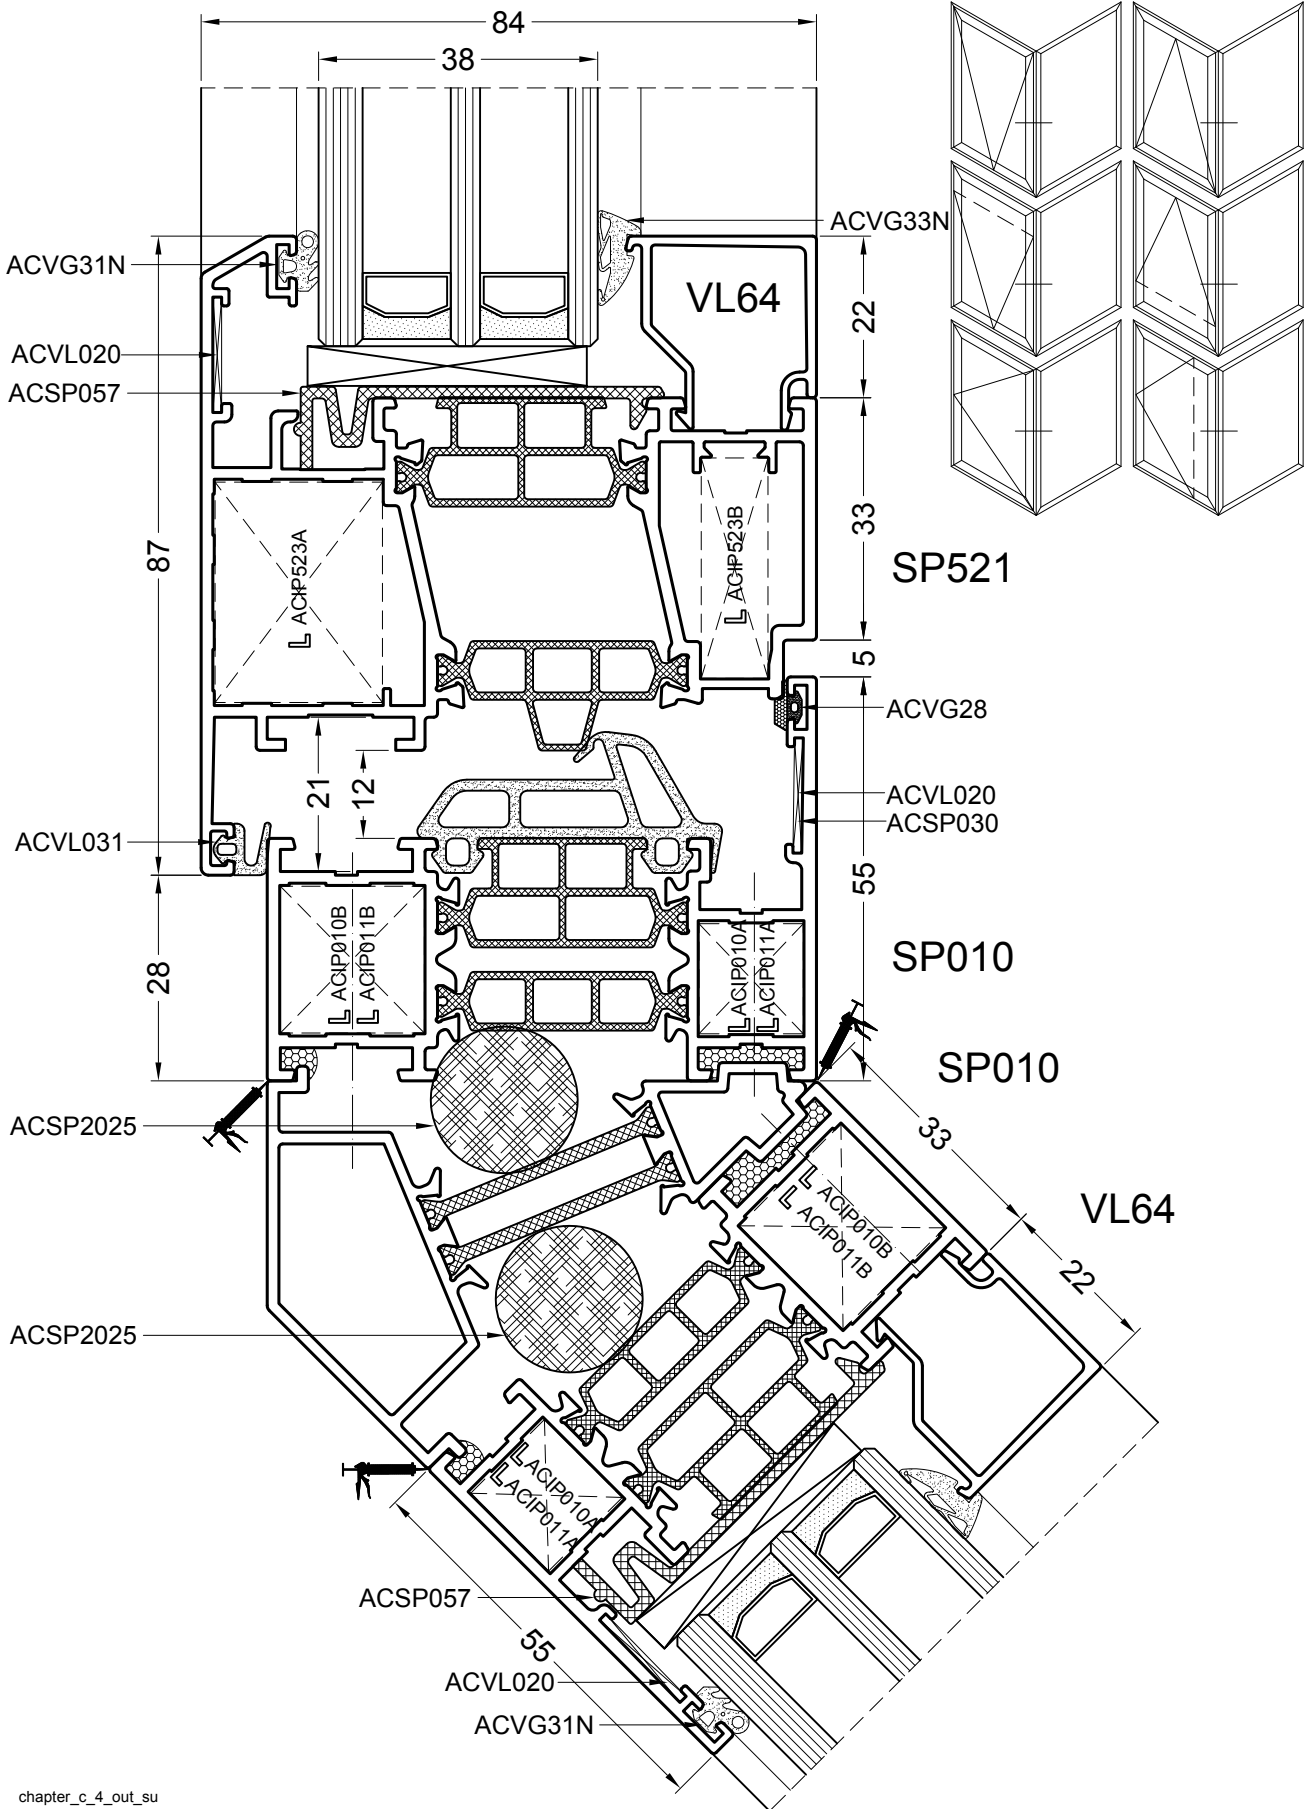 84
38
ACVG33N
ACVG31N
VL64
22
ACVL020
ACSP057
33
87
ACIP523A
ACIP523B
SP521
5
ACVG28
21
12
ACVL020
ACSP030
ACVL031
55
ACIP010B
ACIP011B
ACIP010A
ACIP011A
28
SP010
SP010
ACSP2025
33
ACIP010B
ACIP011B
VL64
22
ACSP2025
ACIP010A
ACIP011A
ACSP057
55
ACVL020
ACVG31N
chapter_c_4_out_su